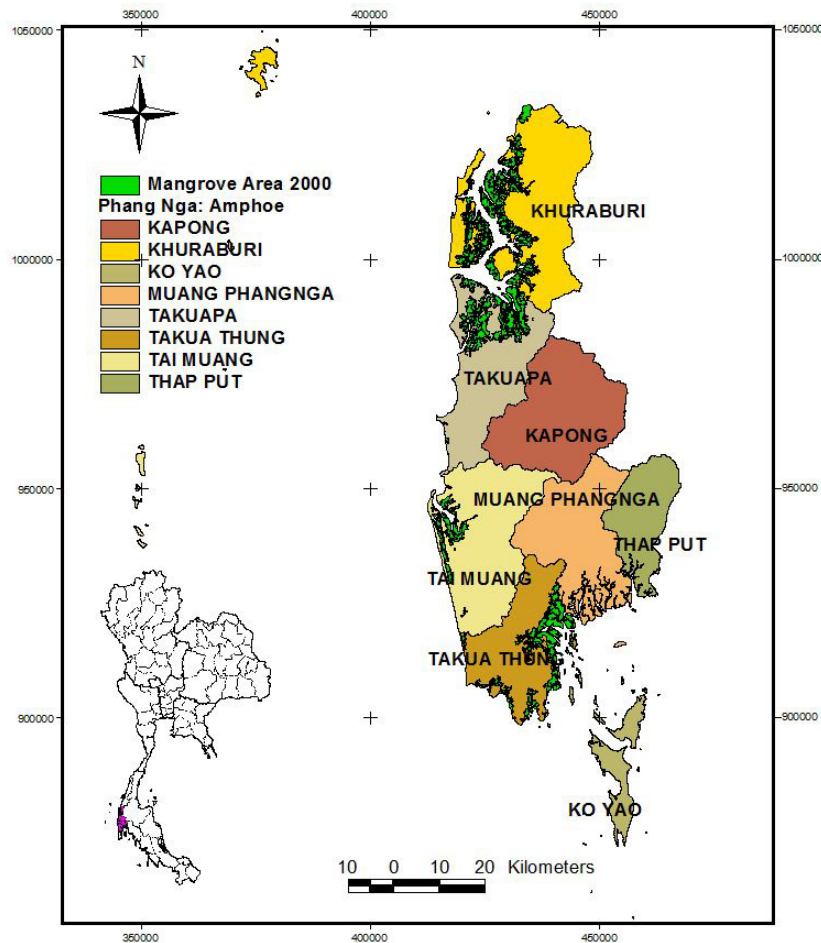 350000 400000 450000
1050000 1050000
N
Mangrove Area 2000
Phang Nga: Amphoe
KAPONG
KHURABURI
KO YAO
MUANG PHANGNGA
TAKUAPA
TAKUA THUNG
TAI MUANG
THAP PUT
KHURABURI
1000000 1000000
TAKUAPA
KAPONG
950000 950000
MUANG PHANGNGA
THAP PUT
TAI MUANG
TAKUA THUNG
900000 900000
KO YAO
10 0 10 20 Kilometers
350000 400000 450000